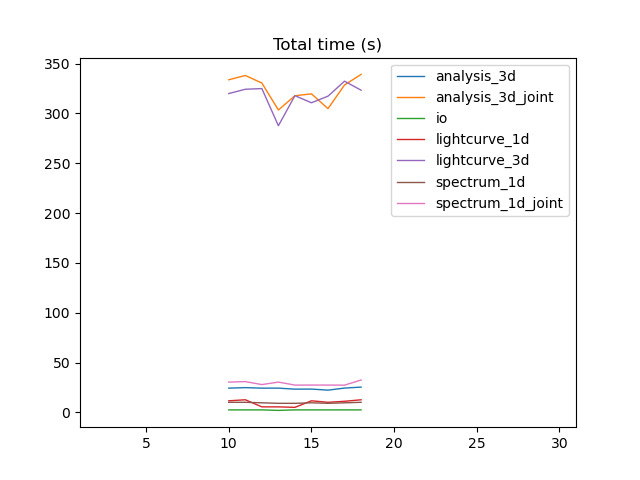 Total time (s)
350
300
250
200
150
100
50
0
5
10
15
20
25
30
analysis_3d
analysis_3d_joint
io
lightcurve_1d
lightcurve_3d
spectrum_1d
spectrum_1d_joint